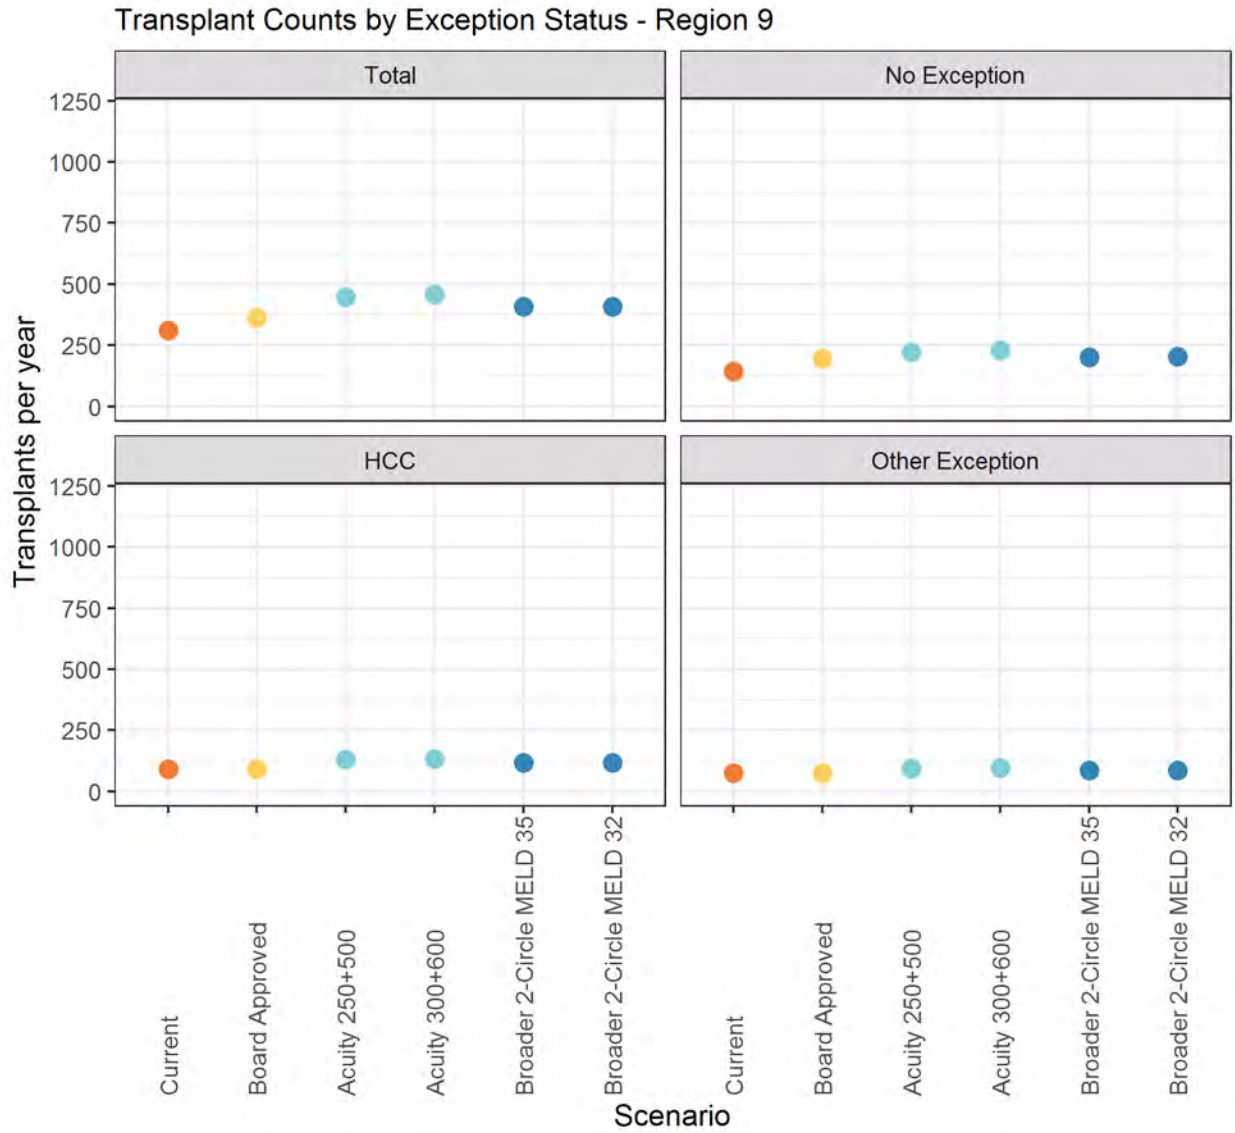 Transplant Counts by Exception Status - Region 9
Total
No Exception
1250
1000
750
500
250
0
HCC
Other Exception
1250
1000
750
500
250
0
Transplants per year
Current
Board Approved
Acuity 250+500
Acuity 300+600
Broader 2-Circle MELD 35
Broader 2-Circle MELD 32
Current
Board Approved
Acuity 250+500
Acuity 300+600
Broader 2-Circle MELD 35
Broader 2-Circle MELD 32
Scenario